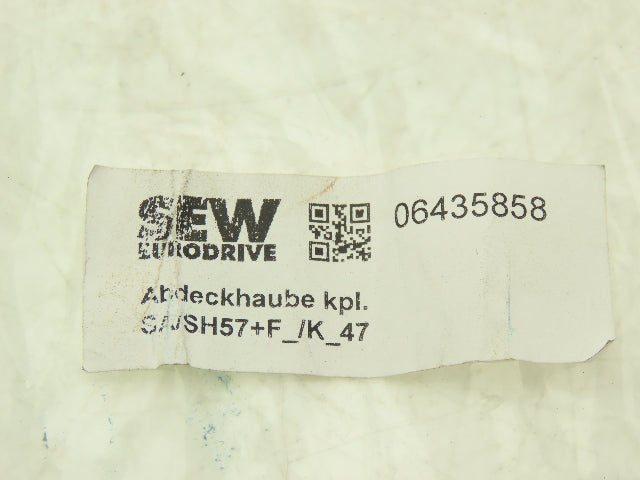 SEW
EURODRIVE
06435858
Abdeckhaube kpl.
SA/SH57+F_/K_47